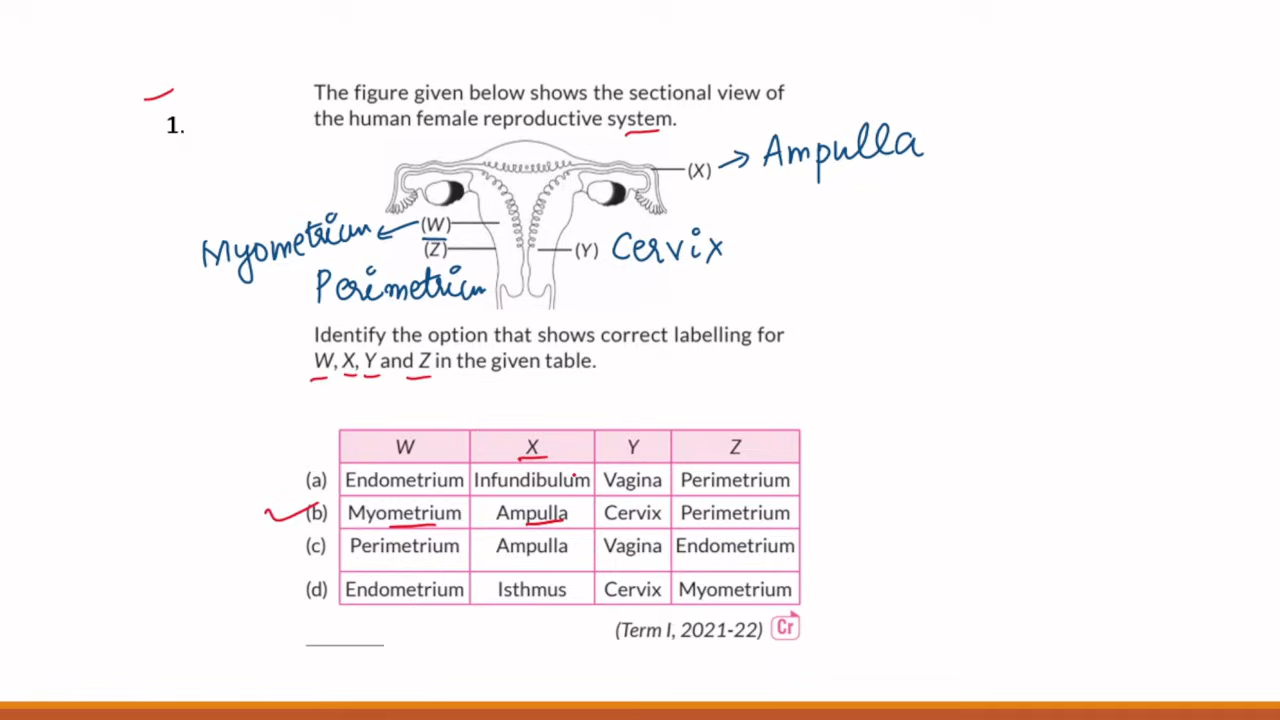 The figure given below shows the sectional view of
1.
the human female reproductive system.
(X) → Ampulla
Myometrium ← (W)
(Z)
(Y) Cervix
Perimetrium
Identify the option that shows correct labelling for
W, X, Y and Z in the given table.
W X Y Z
(a) Endometrium Infundibulum Vagina Perimetrium
(b) Myometrium Ampulla Cervix Perimetrium
(c) Perimetrium Ampulla Vagina Endometrium
(d) Endometrium Isthmus Cervix Myometrium
(Term I, 2021-22) Cr